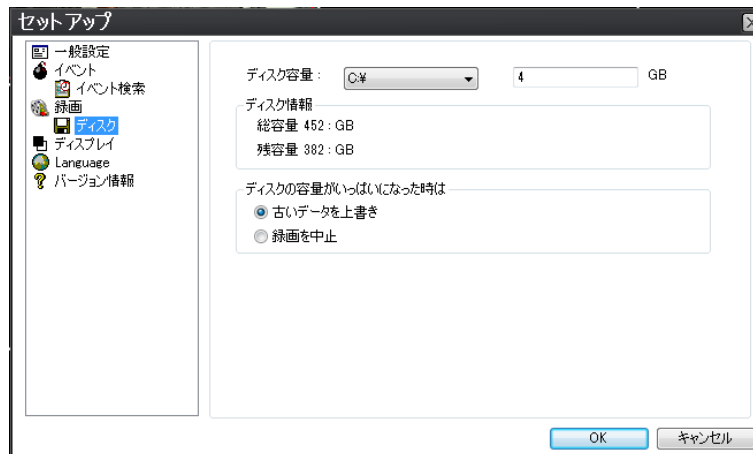 セットアップ
一般設定
イベント
イベント検索
録画
ディスク
ディスプレイ
Language
バージョン情報
ディスク容量： C:¥ 4 GB
ディスク情報
総容量 452 : GB
残容量 382 : GB
ディスクの容量がいっぱいになった時は
古いデータを上書き
録画を中止
OK キャンセル